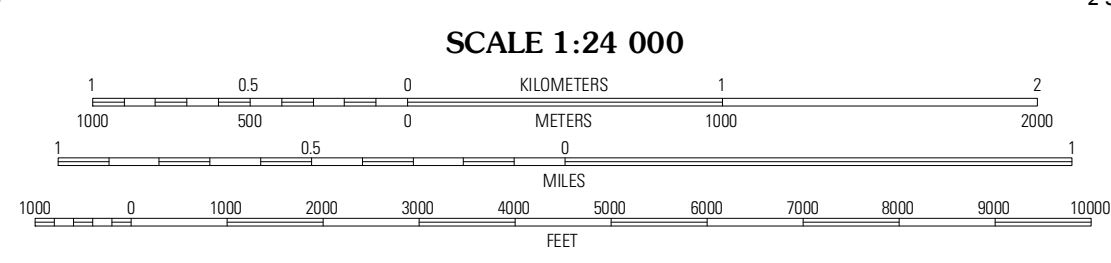 SCALE 1:24 000
1 0.5 0 KILOMETERS 1 2
1000 500 0 METERS 1000 2000
1 0.5 0 1
MILES
1000 0 1000 2000 3000 4000 5000 6000 7000 8000 9000 10000
FEET